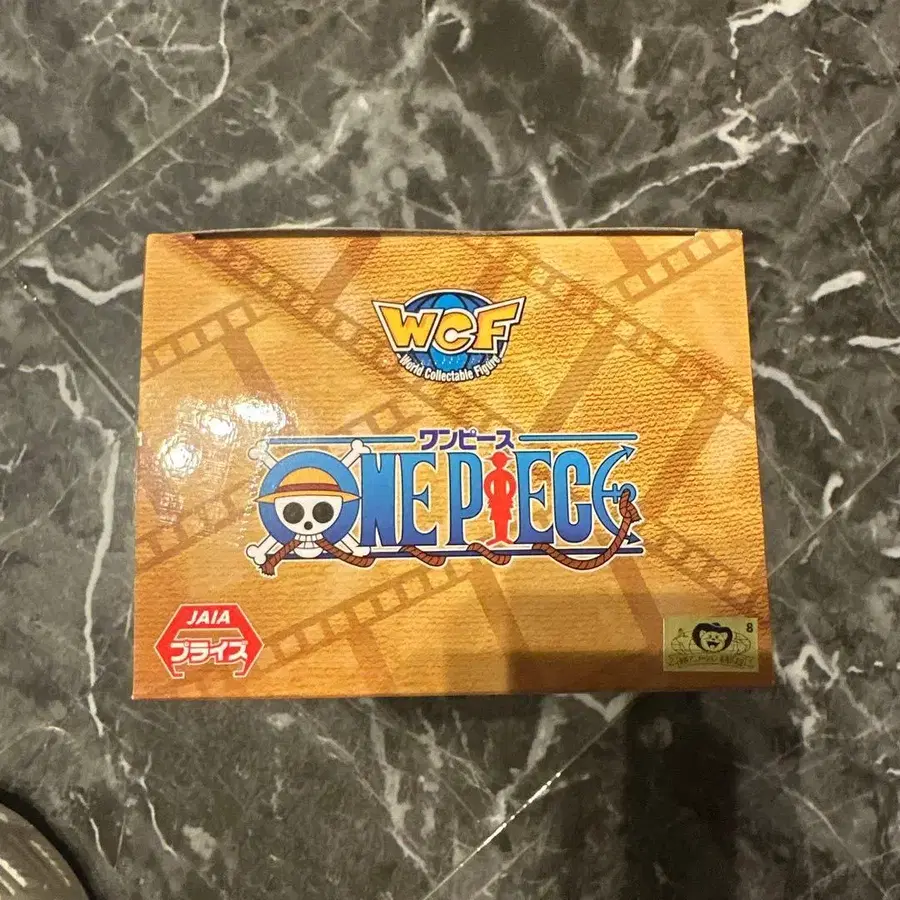 WCF
World Collectable Figure
ワンピース
ONE PIECE
JAIA
プライズ
8